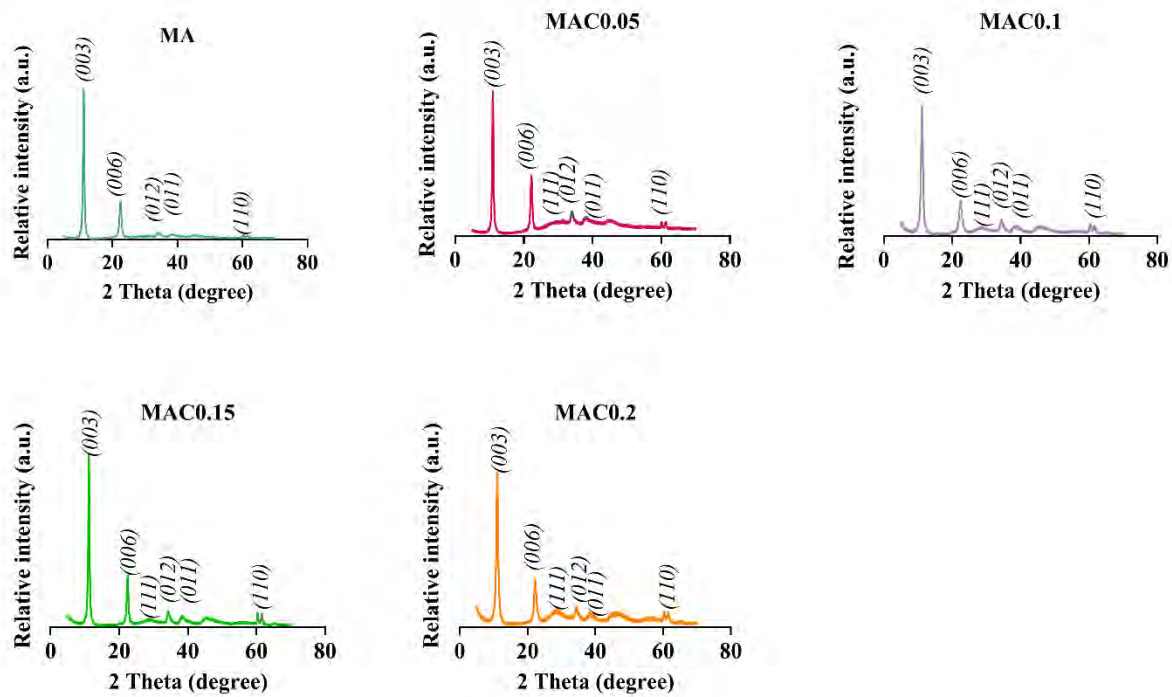 MA
Relative intensity (a.u.)
(003)
(006)
(012)
(011)
(110)
0 20 40 60 80
2 Theta (degree)
MAC0.05
Relative intensity (a.u.)
(003)
(006)
(111)
(012)
(011)
(110)
0 20 40 60 80
2 Theta (degree)
MAC0.1
Relative intensity (a.u.)
(003)
(006)
(111)
(012)
(011)
(110)
0 20 40 60 80
2 Theta (degree)
MAC0.15
Relative intensity (a.u.)
(003)
(006)
(111)
(012)
(011)
(110)
0 20 40 60 80
2 Theta (degree)
MAC0.2
Relative intensity (a.u.)
(003)
(006)
(111)
(012)
(011)
(110)
0 20 40 60 80
2 Theta (degree)